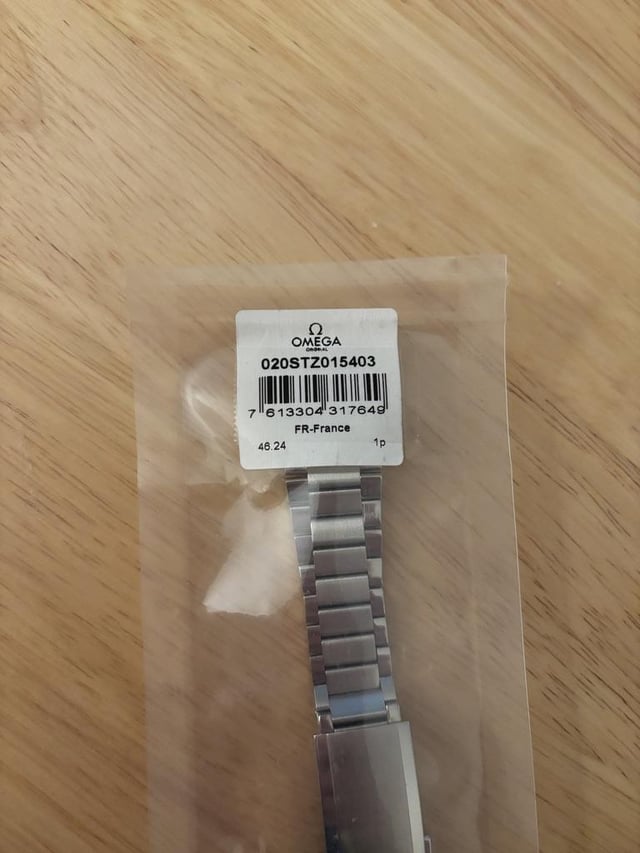 Ω
OMEGA
ORIGINAL
020STZ015403
7 613304 317649
FR-France
46.24 1p